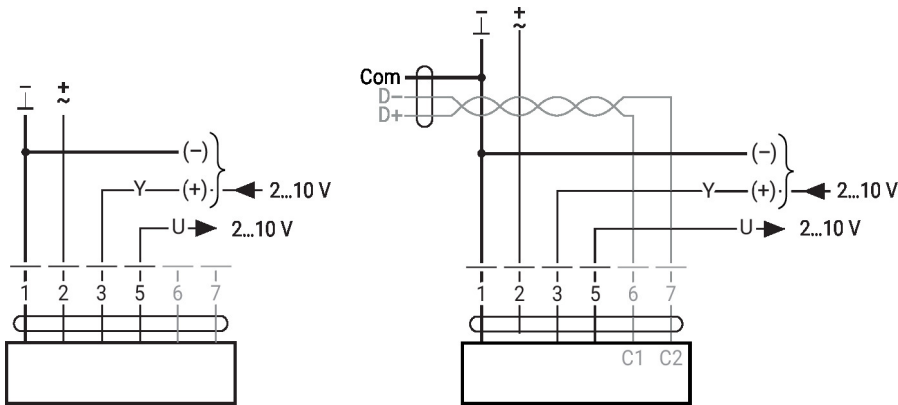 − + ~
(−)
Y (+) 2...10 V
U 2...10 V
1 2 3 5 6 7
− + ~
Com
D−
D+
(−)
Y (+) 2...10 V
U 2...10 V
1 2 3 5 6 7
C1 C2